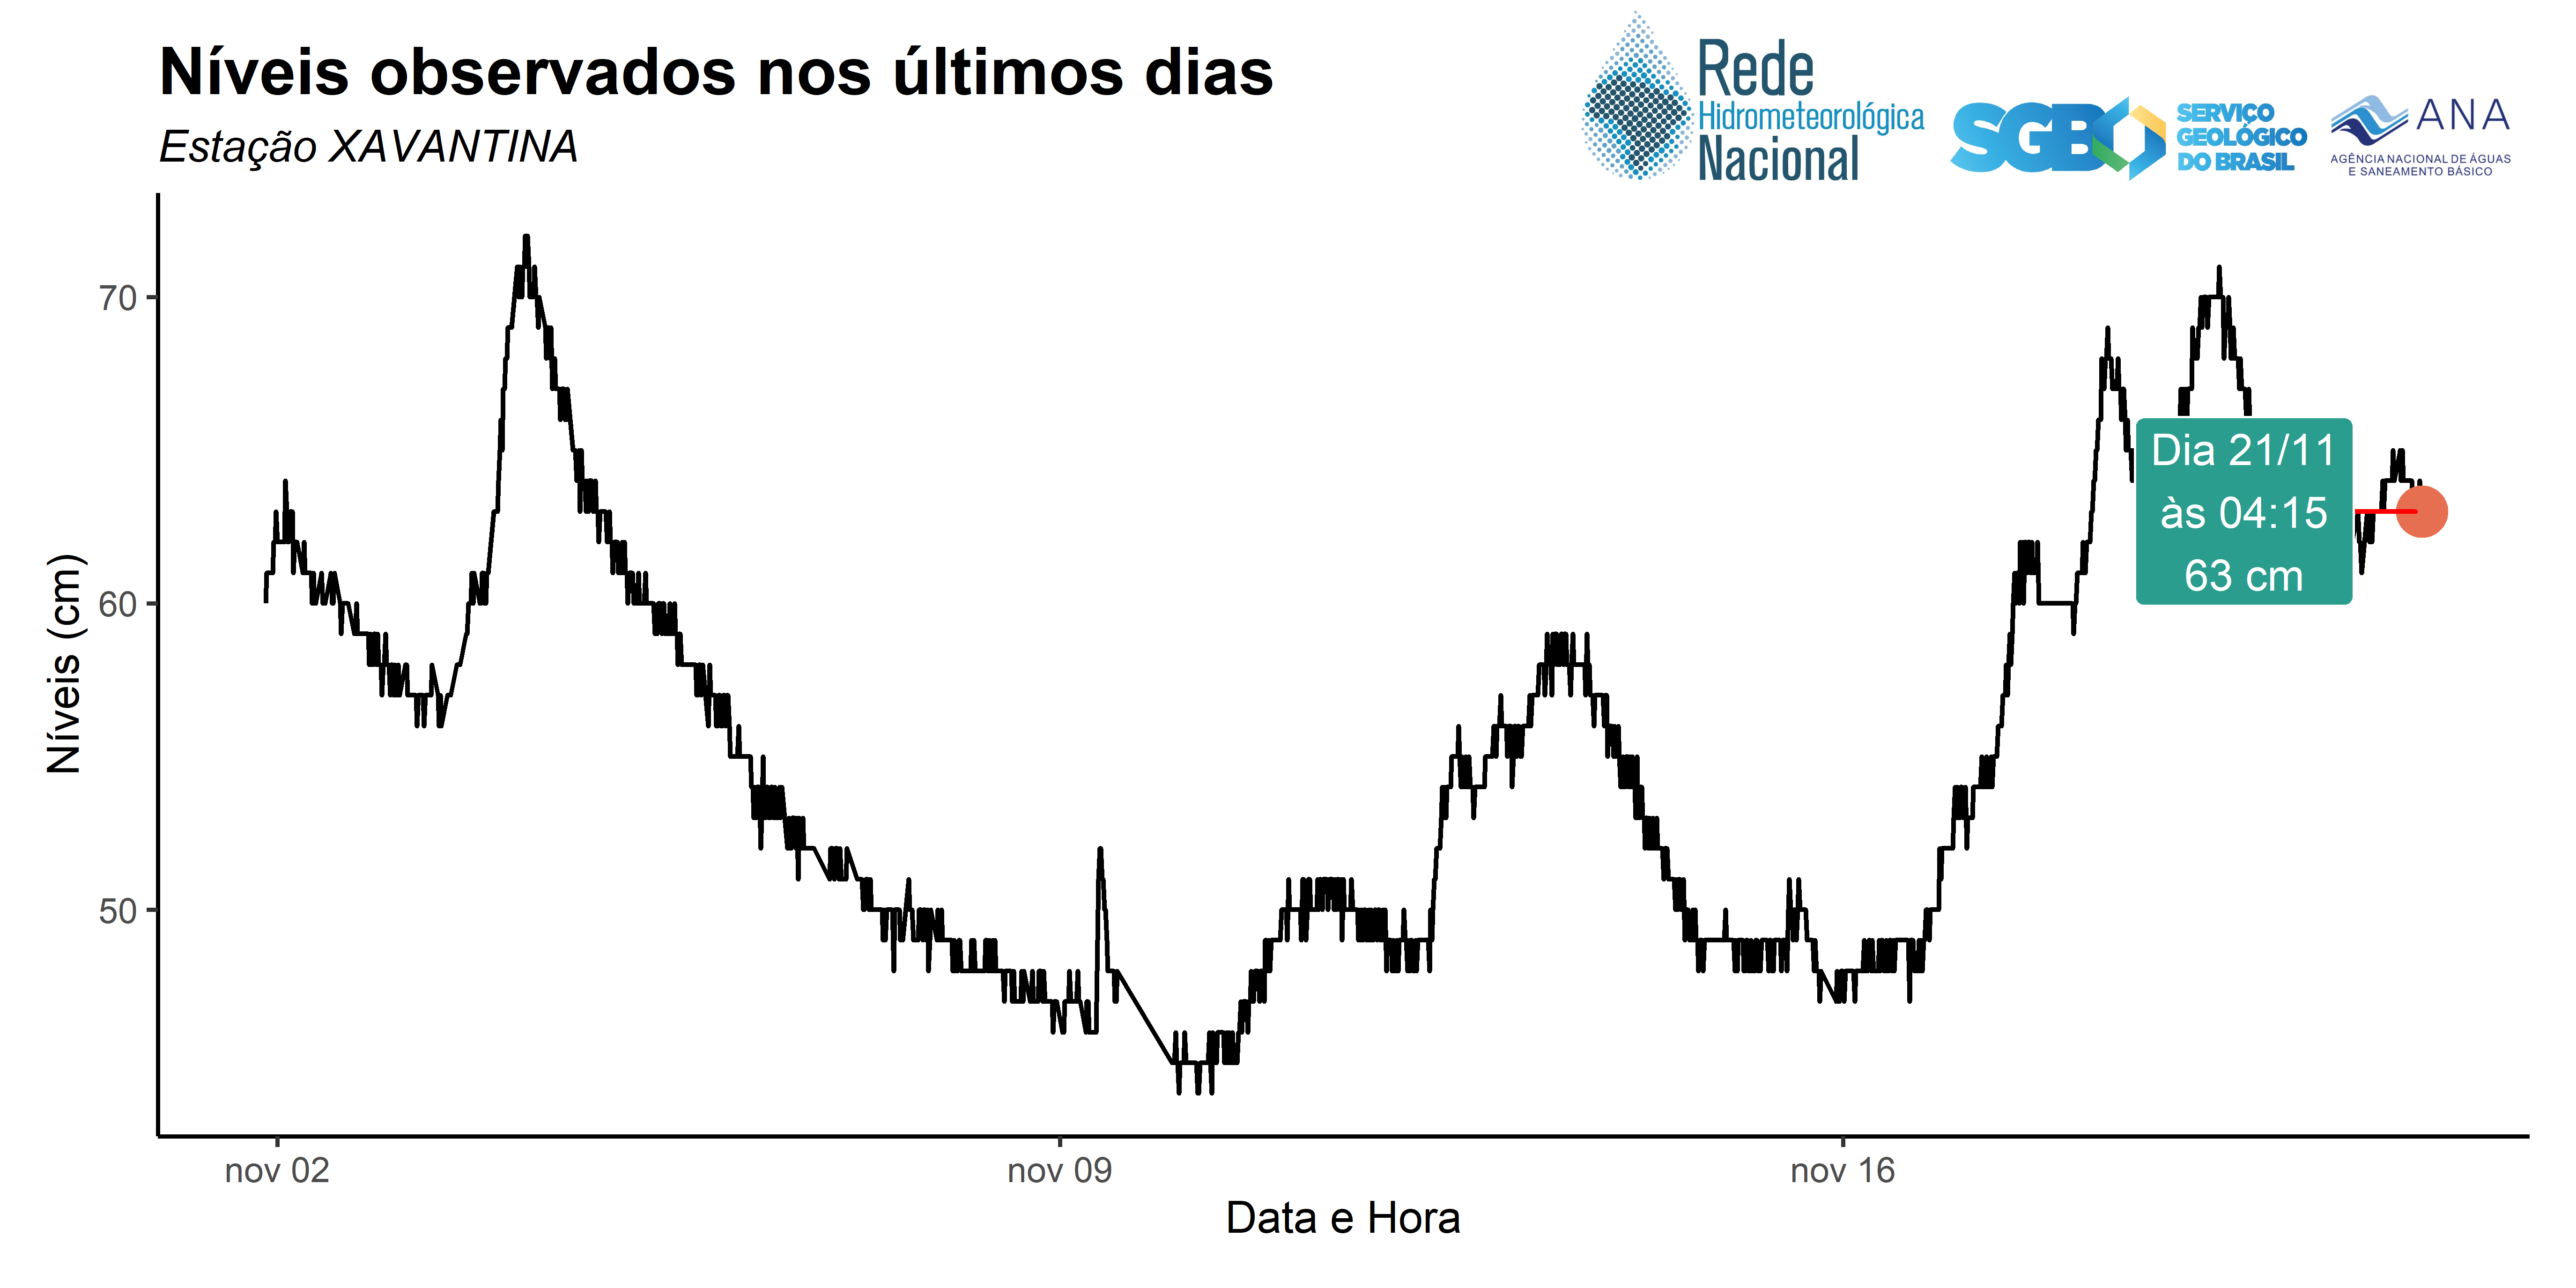 Níveis observados nos últimos dias
Estação XAVANTINA
Rede
Hidrometeorológica
Nacional
SGB
SERVIÇO
GEOLÓGICO
DO BRASIL
ANA
AGÊNCIA NACIONAL DE ÁGUAS
E SANEAMENTO BÁSICO
70
60
50
Níveis (cm)
Dia 21/11
às 04:15
63 cm
nov 02
nov 09
nov 16
Data e Hora